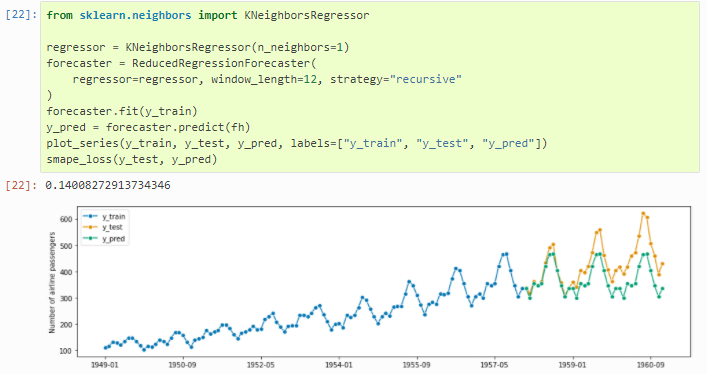 [22]: from sklearn.neighbors import KNeighborsRegressor
regressor = KNeighborsRegressor(n_neighbors=1)
forecaster = ReducedRegressionForecaster(
regressor=regressor, window_length=12, strategy="recursive"
)
forecaster.fit(y_train)
y_pred = forecaster.predict(fh)
plot_series(y_train, y_test, y_pred, labels=["y_train", "y_test", "y_pred"])
smape_loss(y_test, y_pred)
[22]: 0.14008272913734346
y_train
y_test
y_pred
Number of airline passengers
600
500
400
300
200
100
1949-01 1950-09 1952-05 1954-01 1955-09 1957-05 1959-01 1960-09